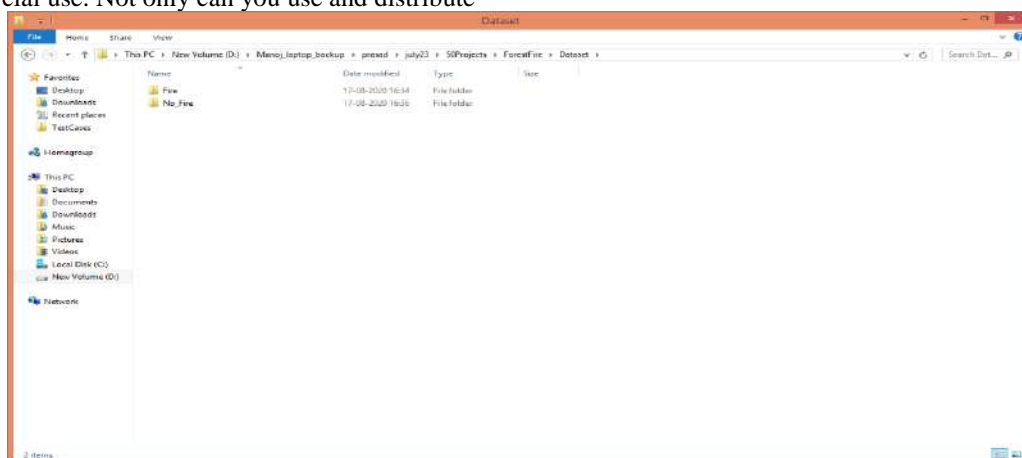 cial use. Not only can you use and distribute
Dataset
File Home Share View
This PC New Volume (D:) Manoj_laptop_backup prasad july23 50Projects ForestFire Dataset
Search Dat...
Name Date modified Type Size
Favorites
Desktop
Downloads
Recent places
TestCases
Fire 17-08-2020 16:34 File folder
No_Fire 17-08-2020 16:36 File folder
Homegroup
This PC
Desktop
Documents
Downloads
Music
Pictures
Videos
Local Disk (C:)
New Volume (D:)
Network
2 items